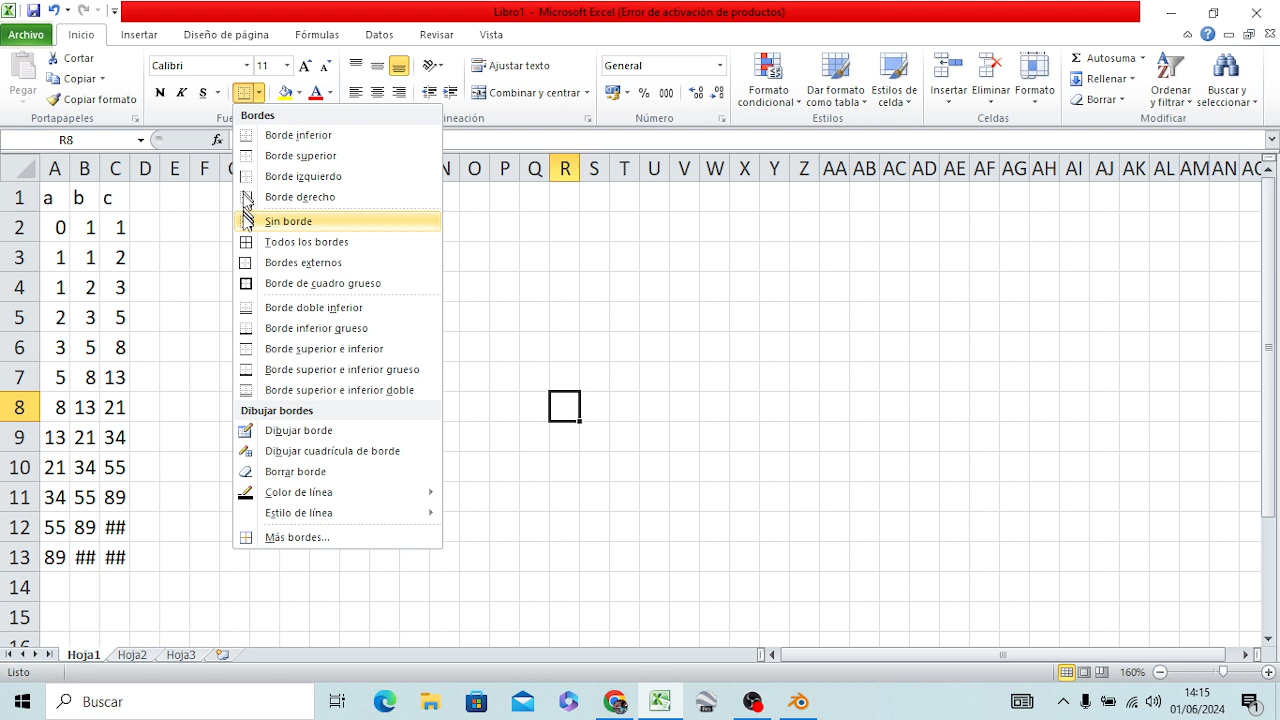 Libro1 - Microsoft Excel (Error de activación de productos)
Archivo Inicio Insertar Diseño de página Fórmulas Datos Revisar Vista
Pegar
Cortar
Copiar
Copiar formato
Portapapeles
Calibri 11
N K S
Fue
Ajustar texto
Combinar y centrar
lineación
General
% 000
Número
Formato condicional
Dar formato como tabla
Estilos de celda
Estilos
Insertar Eliminar Formato
Celdas
Σ Autosuma
Rellenar
Borrar
Ordenar y filtrar
Buscar y seleccionar
Modificar
R8 fx
Bordes
Borde inferior
Borde superior
Borde izquierdo
Borde derecho
Sin borde
Todos los bordes
Bordes externos
Borde de cuadro grueso
Borde doble inferior
Borde inferior grueso
Borde superior e inferior
Borde superior e inferior grueso
Borde superior e inferior doble
Dibujar bordes
Dibujar borde
Dibujar cuadrícula de borde
Borrar borde
Color de línea
Estilo de línea
Más bordes...
A B C D E F N O P Q R S T U V W X Y Z AA AB AC AD AE AF AG AH AI AJ AK AL AM AN AO
1 a b c
2 0 1 1
3 1 1 2
4 1 2 3
5 2 3 5
6 3 5 8
7 5 8 13
8 8 13 21
9 13 21 34
10 21 34 55
11 34 55 89
12 55 89 ##
13 89 ## ##
14
15
16
Hoja1 Hoja2 Hoja3
Listo 160%
Buscar
14:15
01/06/2024